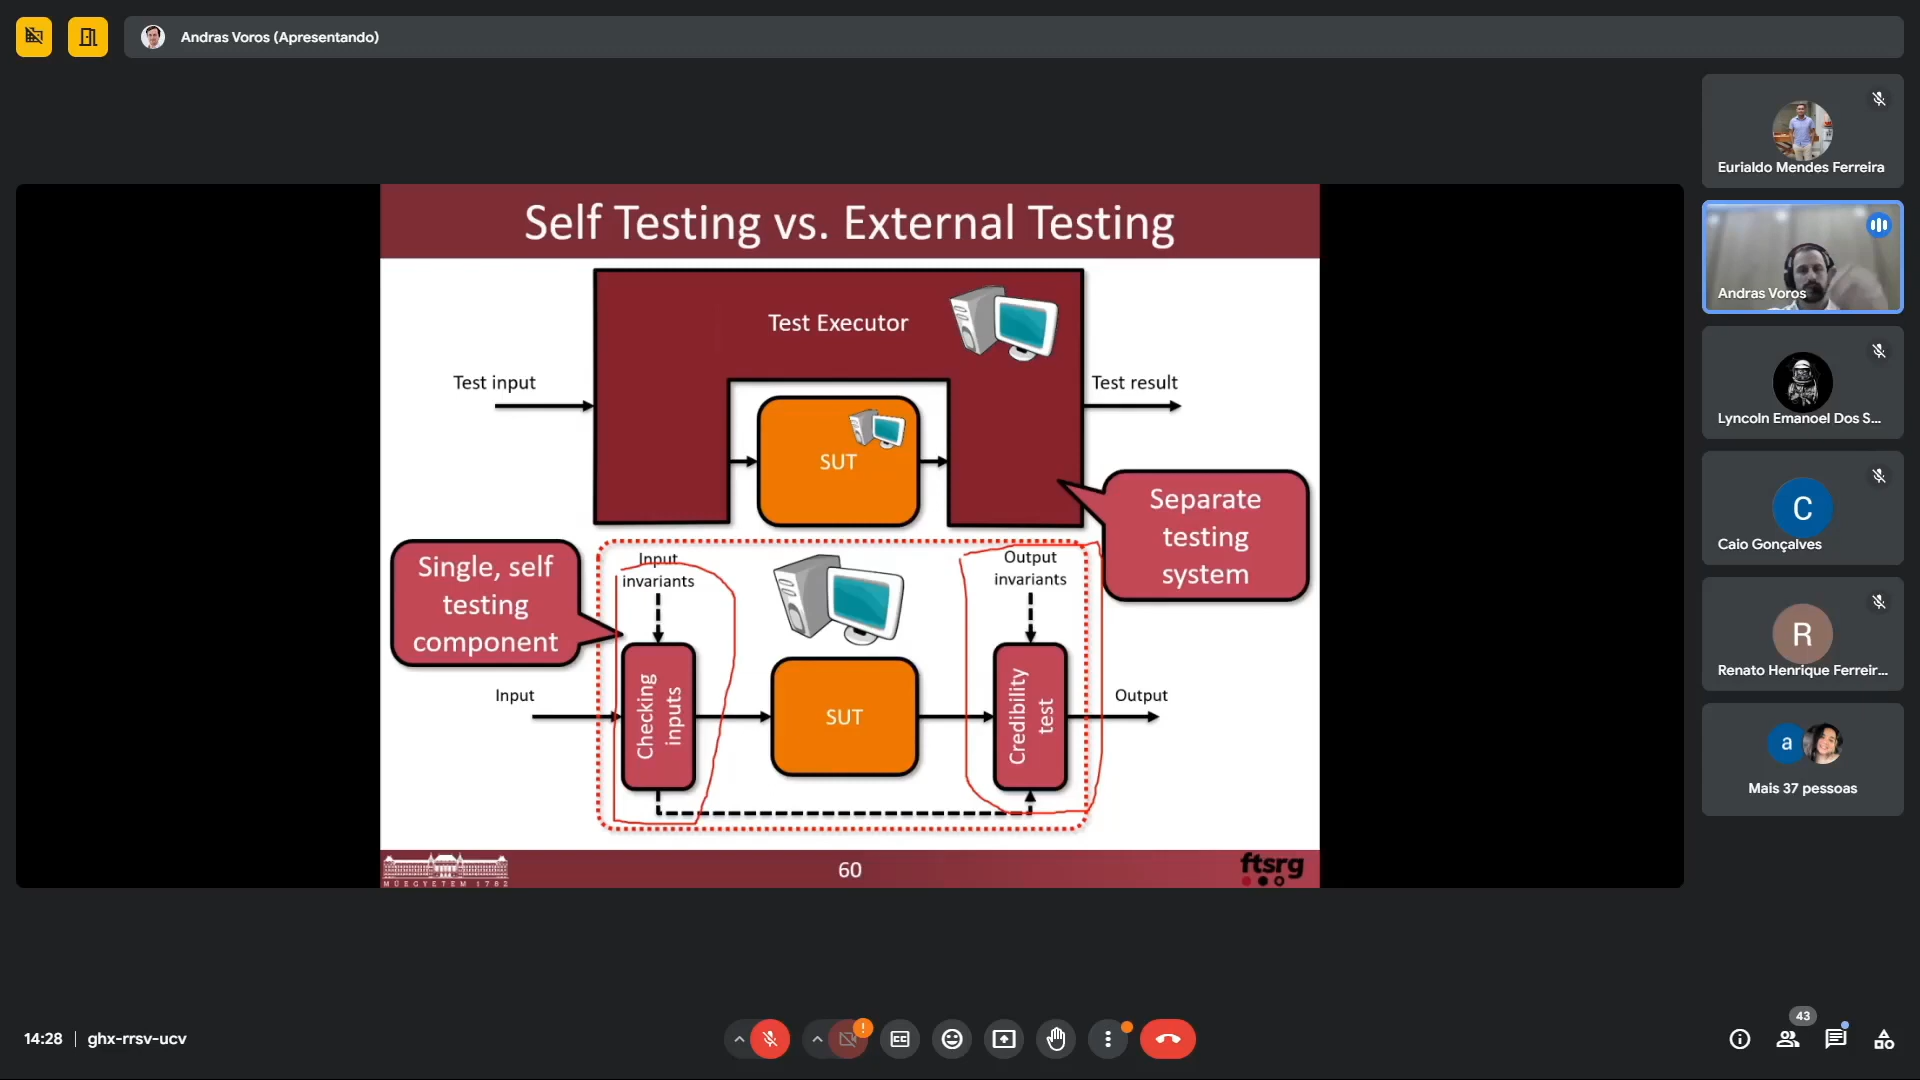 Andras Voros (Apresentando)
Eurialdo Mendes Ferreira
Andras Voros
Lyncoln Emanoel Dos S...
C
Caio Gonçalves
R
Renato Henrique Ferreir...
a
Mais 37 pessoas
Self Testing vs. External Testing
Test Executor
Test input
Test result
SUT
Separate
testing
system
Single, self
testing
component
Input
invariants
Output
invariants
Input
Checking
inputs
SUT
Credibility
test
Output
MŰEGYETEM 1782
60
ftsrg
14:28
ghx-rrsv-ucv
!
43